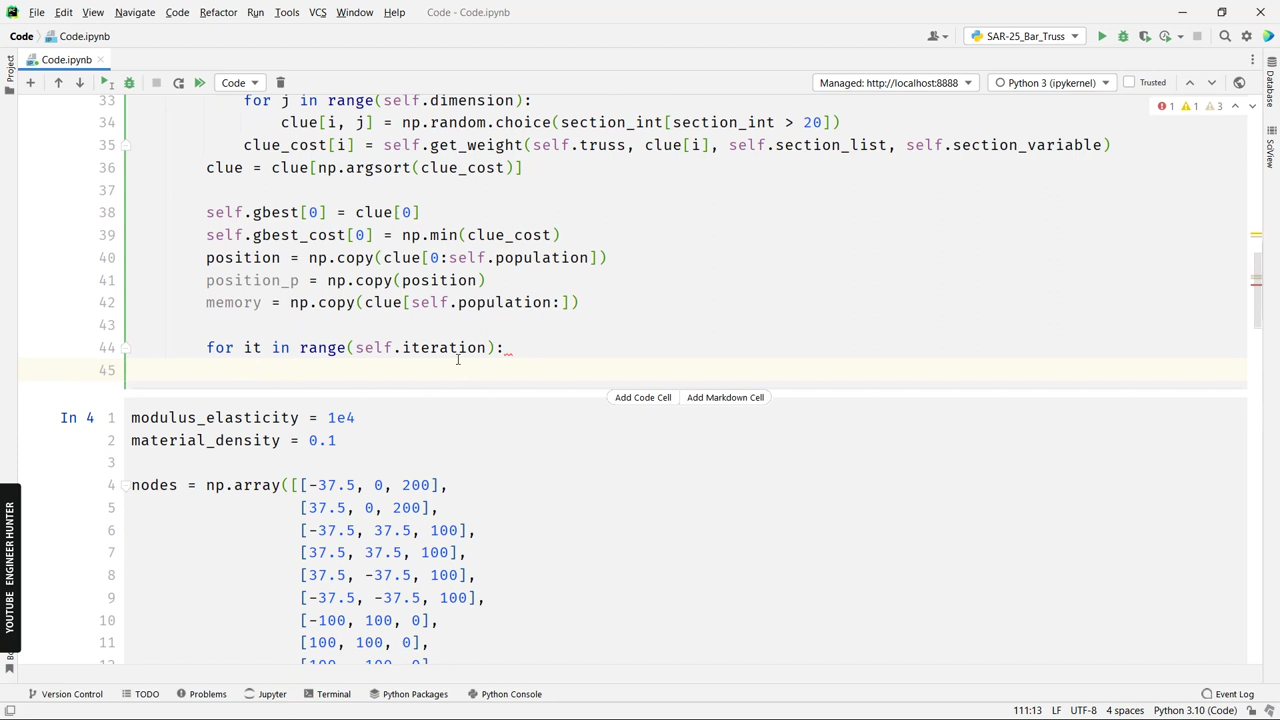 File Edit View Navigate Code Refactor Run Tools VCS Window Help Code - Code.ipynb
Code Code.ipynb SAR-25_Bar_Truss
Code.ipynb
Code Managed: http://localhost:8888 Python 3 (ipykernel) Trusted
Project
Database
SciView
1 1 3
33 for j in range(self.dimension):
34 clue[i, j] = np.random.choice(section_int[section_int > 20])
35 clue_cost[i] = self.get_weight(self.truss, clue[i], self.section_list, self.section_variable)
36 clue = clue[np.argsort(clue_cost)]
37
38 self.gbest[0] = clue[0]
39 self.gbest_cost[0] = np.min(clue_cost)
40 position = np.copy(clue[0:self.population])
41 position_p = np.copy(position)
42 memory = np.copy(clue[self.population:])
43
44 for it in range(self.iteration):
45
Add Code Cell Add Markdown Cell
In 4 1 modulus_elasticity = 1e4
2 material_density = 0.1
3
4 nodes = np.array([[-37.5, 0, 200],
5 [37.5, 0, 200],
6 [-37.5, 37.5, 100],
7 [37.5, 37.5, 100],
8 [37.5, -37.5, 100],
9 [-37.5, -37.5, 100],
10 [-100, 100, 0],
11 [100, 100, 0],
YOUTUBE ENGINEER HUNTER
Version Control TODO Problems Jupyter Terminal Python Packages Python Console Event Log
111:13 LF UTF-8 4 spaces Python 3.10 (Code)